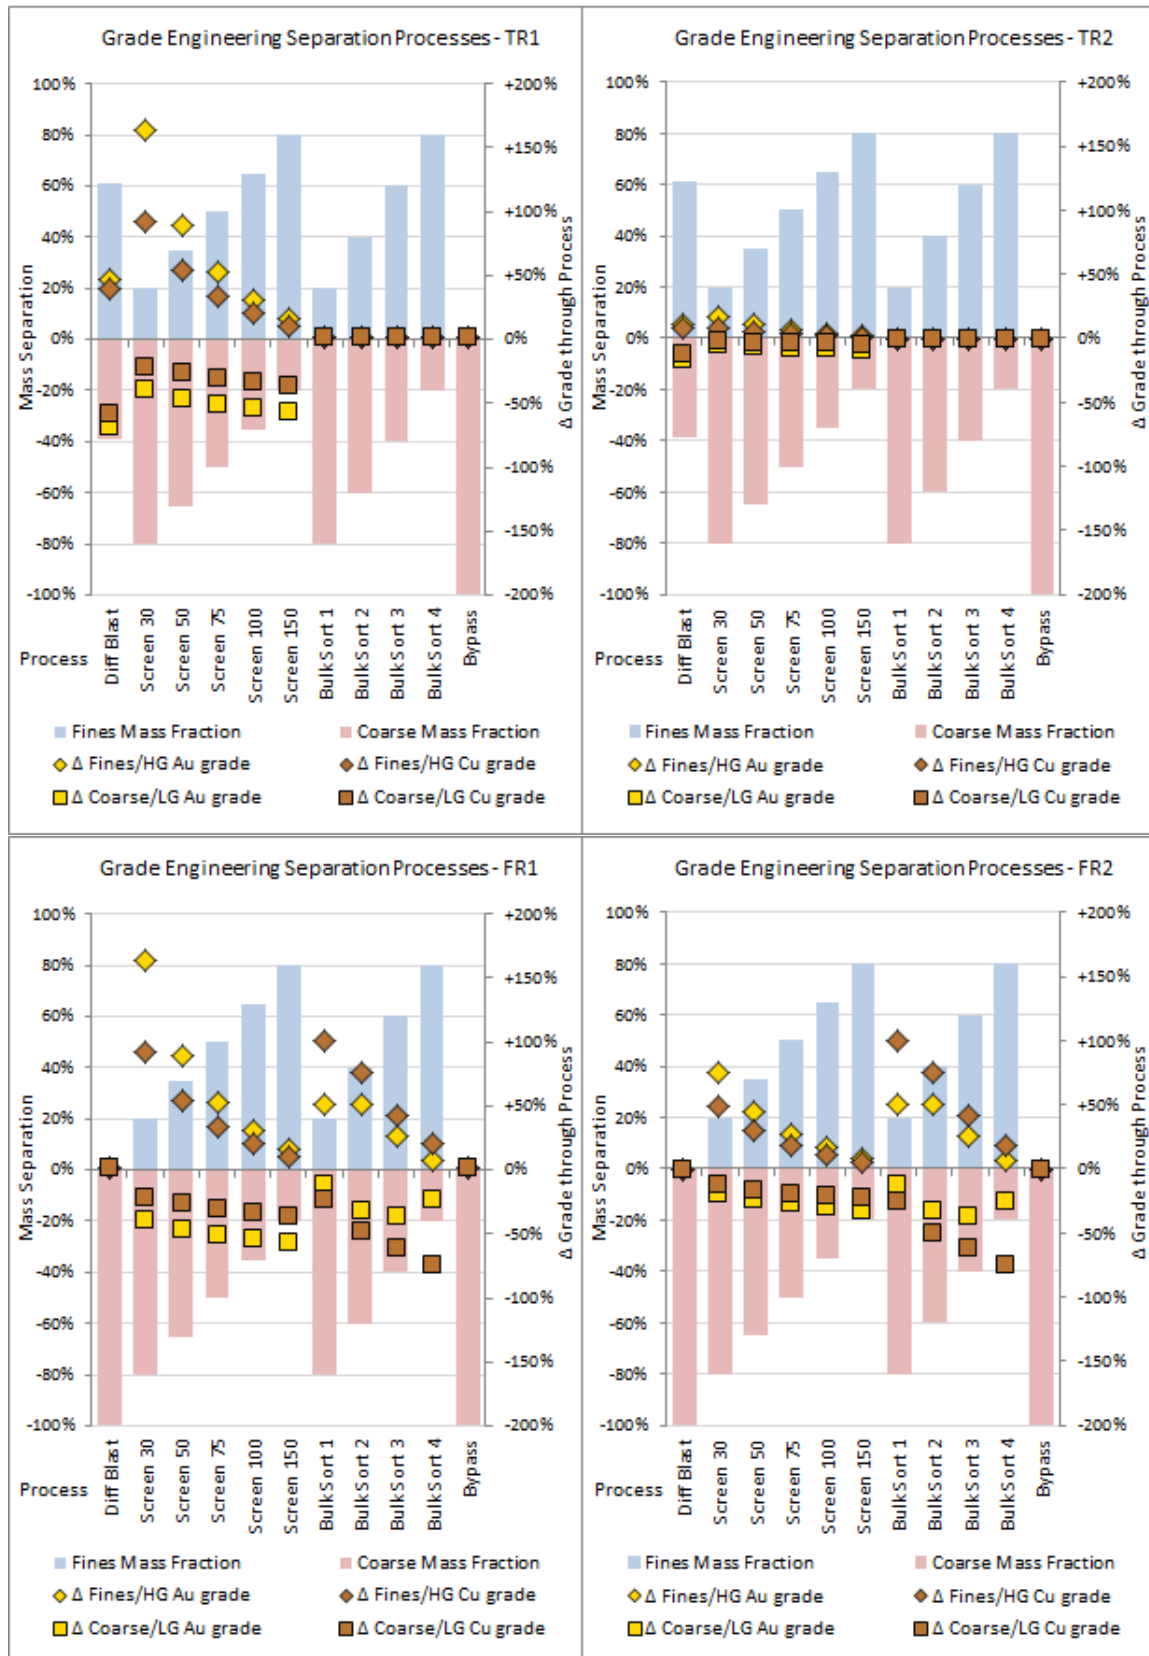 Grade Engineering Separation Processes - TR1
100%
80%
60%
40%
20%
0%
-20%
-40%
-60%
-80%
-100%
Mass Separation
+200%
+150%
+100%
+50%
0%
-50%
-100%
-150%
-200%
Δ Grade through Process
Process
Diff Blast
Screen 30
Screen 50
Screen 75
Screen 100
Screen 150
Bulk Sort 1
Bulk Sort 2
Bulk Sort 3
Bulk Sort 4
Bypass
Fines Mass Fraction
Coarse Mass Fraction
Δ Fines/HG Au grade
Δ Fines/HG Cu grade
Δ Coarse/LG Au grade
Δ Coarse/LG Cu grade
Grade Engineering Separation Processes - TR2
100%
80%
60%
40%
20%
0%
-20%
-40%
-60%
-80%
-100%
Mass Separation
+200%
+150%
+100%
+50%
0%
-50%
-100%
-150%
-200%
Δ Grade through Process
Process
Diff Blast
Screen 30
Screen 50
Screen 75
Screen 100
Screen 150
Bulk Sort 1
Bulk Sort 2
Bulk Sort 3
Bulk Sort 4
Bypass
Fines Mass Fraction
Coarse Mass Fraction
Δ Fines/HG Au grade
Δ Fines/HG Cu grade
Δ Coarse/LG Au grade
Δ Coarse/LG Cu grade
Grade Engineering Separation Processes - FR1
100%
80%
60%
40%
20%
0%
-20%
-40%
-60%
-80%
-100%
Mass Separation
+200%
+150%
+100%
+50%
0%
-50%
-100%
-150%
-200%
Δ Grade through Process
Process
Diff Blast
Screen 30
Screen 50
Screen 75
Screen 100
Screen 150
Bulk Sort 1
Bulk Sort 2
Bulk Sort 3
Bulk Sort 4
Bypass
Fines Mass Fraction
Coarse Mass Fraction
Δ Fines/HG Au grade
Δ Fines/HG Cu grade
Δ Coarse/LG Au grade
Δ Coarse/LG Cu grade
Grade Engineering Separation Processes - FR2
100%
80%
60%
40%
20%
0%
-20%
-40%
-60%
-80%
-100%
Mass Separation
+200%
+150%
+100%
+50%
0%
-50%
-100%
-150%
-200%
Δ Grade through Process
Process
Diff Blast
Screen 30
Screen 50
Screen 75
Screen 100
Screen 150
Bulk Sort 1
Bulk Sort 2
Bulk Sort 3
Bulk Sort 4
Bypass
Fines Mass Fraction
Coarse Mass Fraction
Δ Fines/HG Au grade
Δ Fines/HG Cu grade
Δ Coarse/LG Au grade
Δ Coarse/LG Cu grade